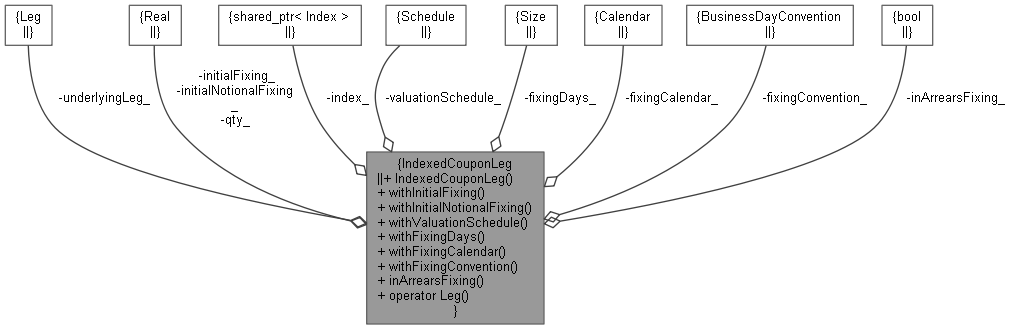 {Leg
||}
{Real
||}
{shared_ptr< Index >
||}
{Schedule
||}
{Size
||}
{Calendar
||}
{BusinessDayConvention
||}
{bool
||}
-underlyingLeg_
-initialFixing_
-initialNotionalFixing
_
-qty_
-index_
-valuationSchedule_
-fixingDays_
-fixingCalendar_
-fixingConvention_
-inArrearsFixing_
{IndexedCouponLeg
||+ IndexedCouponLeg()
+ withInitialFixing()
+ withInitialNotionalFixing()
+ withValuationSchedule()
+ withFixingDays()
+ withFixingCalendar()
+ withFixingConvention()
+ inArrearsFixing()
+ operator Leg()
}